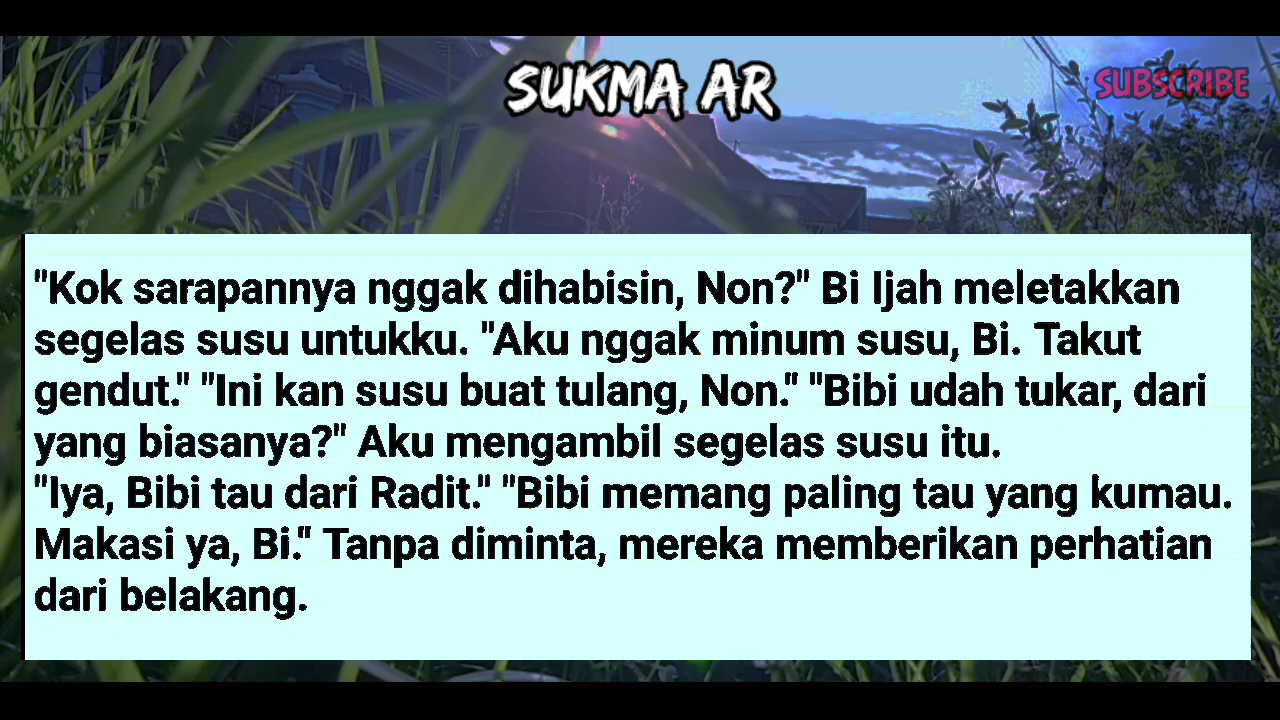 SUKMA AR
SUBSCRIBE
"Kok sarapannya nggak dihabisin, Non?" Bi Ijah meletakkan
segelas susu untukku. "Aku nggak minum susu, Bi. Takut
gendut." "Ini kan susu buat tulang, Non." "Bibi udah tukar, dari
yang biasanya?" Aku mengambil segelas susu itu.
"Iya, Bibi tau dari Radit." "Bibi memang paling tau yang kumau.
Makasi ya, Bi." Tanpa diminta, mereka memberikan perhatian
dari belakang.